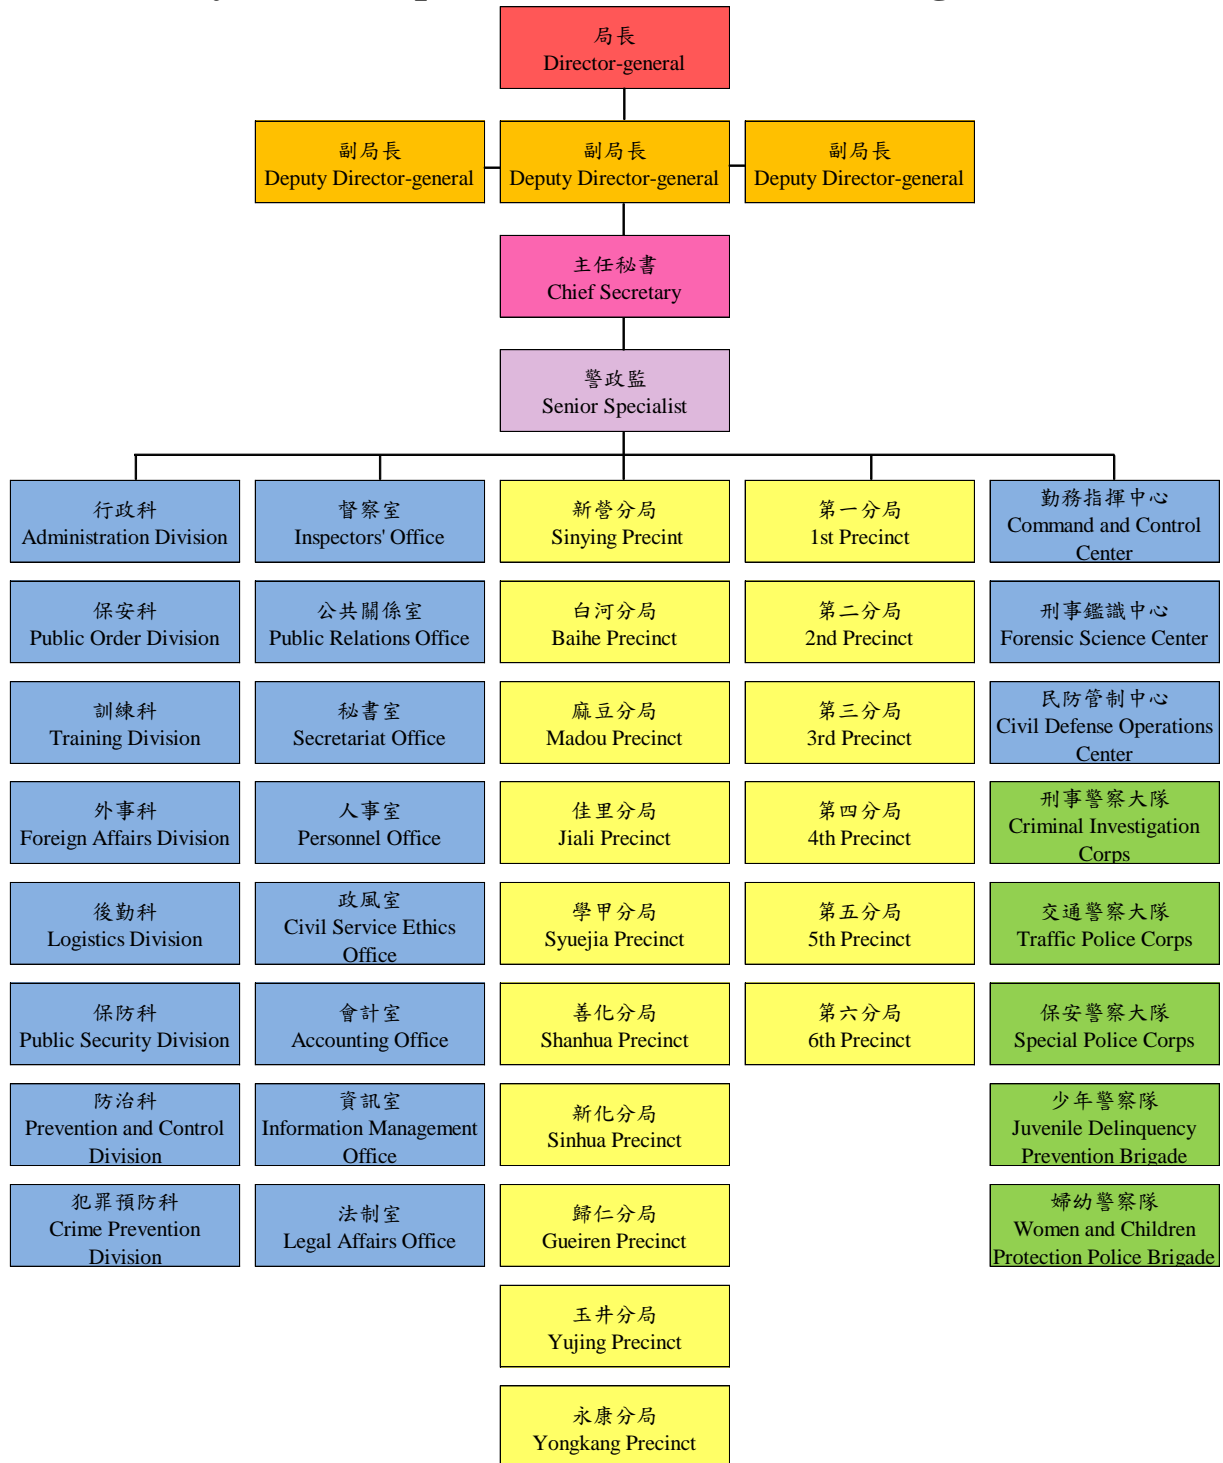 局長
Director-general
副局長
Deputy Director-general
副局長
Deputy Director-general
副局長
Deputy Director-general
主任秘書
Chief Secretary
警政監
Senior Specialist
行政科
Administration Division
保安科
Public Order Division
訓練科
Training Division
外事科
Foreign Affairs Division
後勤科
Logistics Division
保防科
Public Security Division
防治科
Prevention and Control
Division
犯罪預防科
Crime Prevention
Division
督察室
Inspectors' Office
公共關係室
Public Relations Office
秘書室
Secretariat Office
人事室
Personnel Office
政風室
Civil Service Ethics
Office
會計室
Accounting Office
資訊室
Information Management
Office
法制室
Legal Affairs Office
新營分局
Sinying Precint
白河分局
Baihe Precinct
麻豆分局
Madou Precinct
佳里分局
Jiali Precinct
學甲分局
Syuejia Precinct
善化分局
Shanhua Precinct
新化分局
Sinhua Precinct
歸仁分局
Gueiren Precinct
玉井分局
Yujing Precinct
永康分局
Yongkang Precinct
第一分局
1st Precinct
第二分局
2nd Precinct
第三分局
3rd Precinct
第四分局
4th Precinct
第五分局
5th Precinct
第六分局
6th Precinct
勤務指揮中心
Command and Control
Center
刑事鑑識中心
Forensic Science Center
民防管制中心
Civil Defense Operations
Center
刑事警察大隊
Criminal Investigation
Corps
交通警察大隊
Traffic Police Corps
保安警察大隊
Special Police Corps
少年警察隊
Juvenile Delinquency
Prevention Brigade
婦幼警察隊
Women and Children
Protection Police Brigade